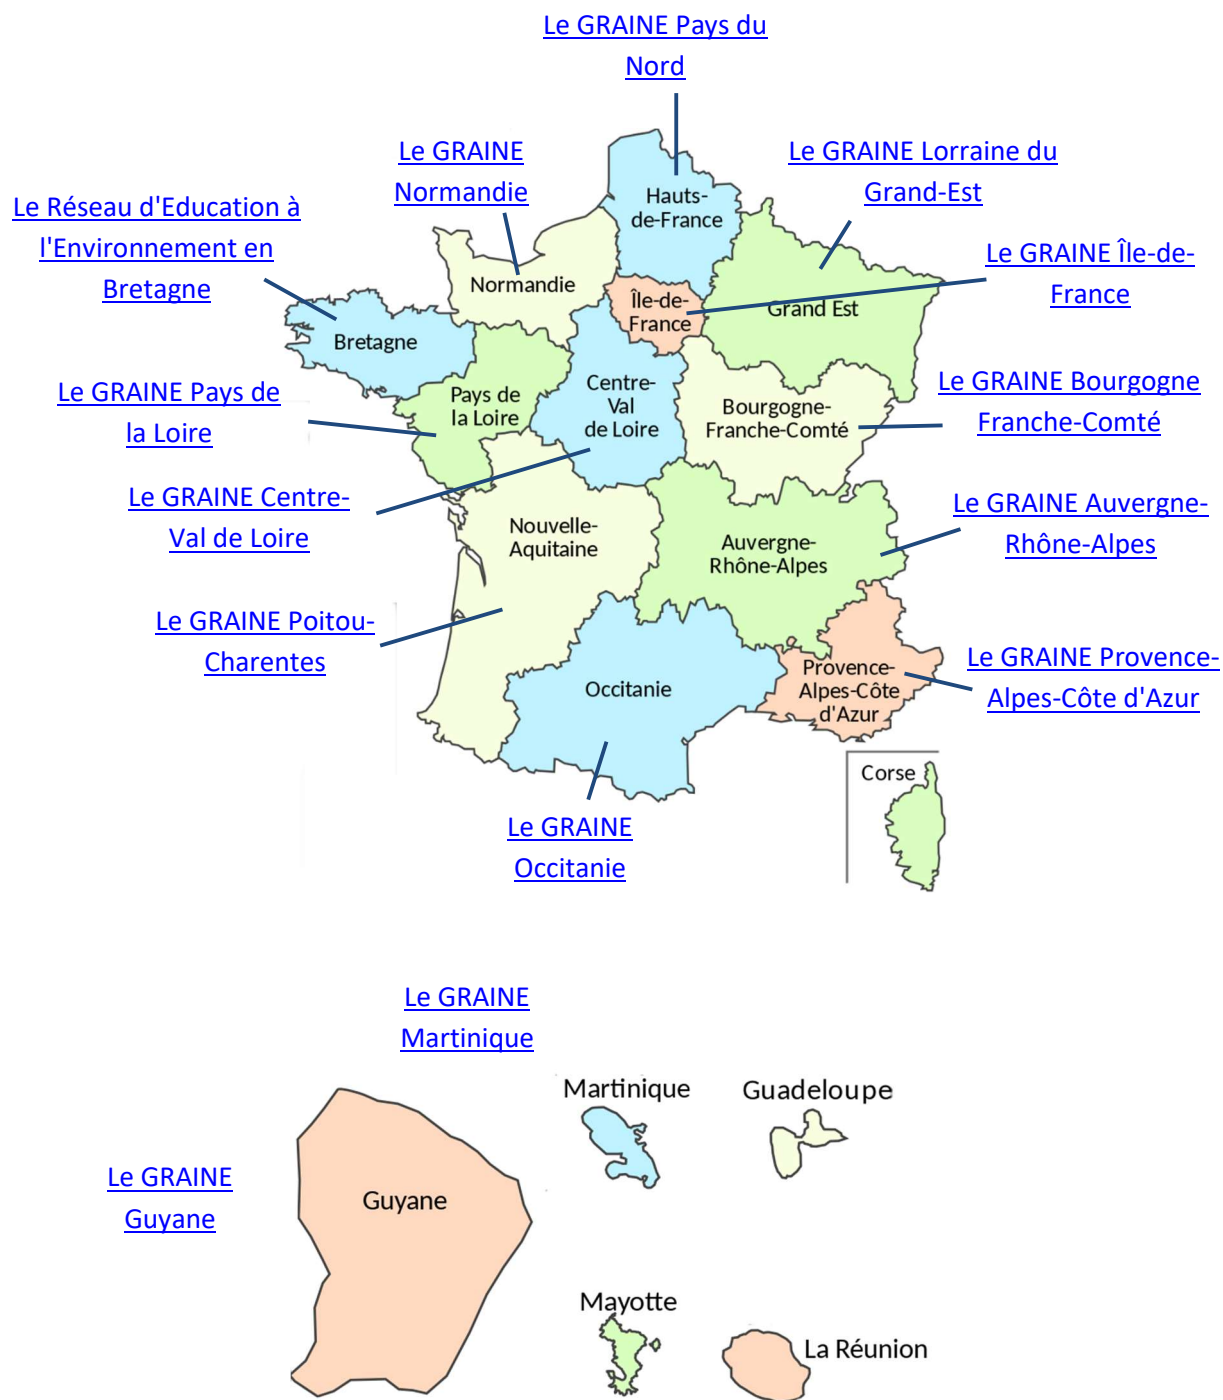 Le GRAINE Pays du
Nord
Le GRAINE
Normandie
Le GRAINE Lorraine du
Grand-Est
Le Réseau d'Education à
l'Environnement en
Bretagne
Le GRAINE Île-de-
France
Hauts-
de-France
Normandie
Île-de-
France
Grand Est
Bretagne
Le GRAINE Pays de
la Loire
Pays de
la Loire
Centre-
Val
de Loire
Bourgogne-
Franche-Comté
Le GRAINE Bourgogne
Franche-Comté
Le GRAINE Centre-
Val de Loire
Nouvelle-
Aquitaine
Auvergne-
Rhône-Alpes
Le GRAINE Auvergne-
Rhône-Alpes
Le GRAINE Poitou-
Charentes
Occitanie
Provence-
Alpes-Côte
d'Azur
Le GRAINE Provence-
Alpes-Côte d'Azur
Corse
Le GRAINE
Occitanie
Le GRAINE
Martinique
Martinique
Guadeloupe
Le GRAINE
Guyane
Guyane
Mayotte
La Réunion